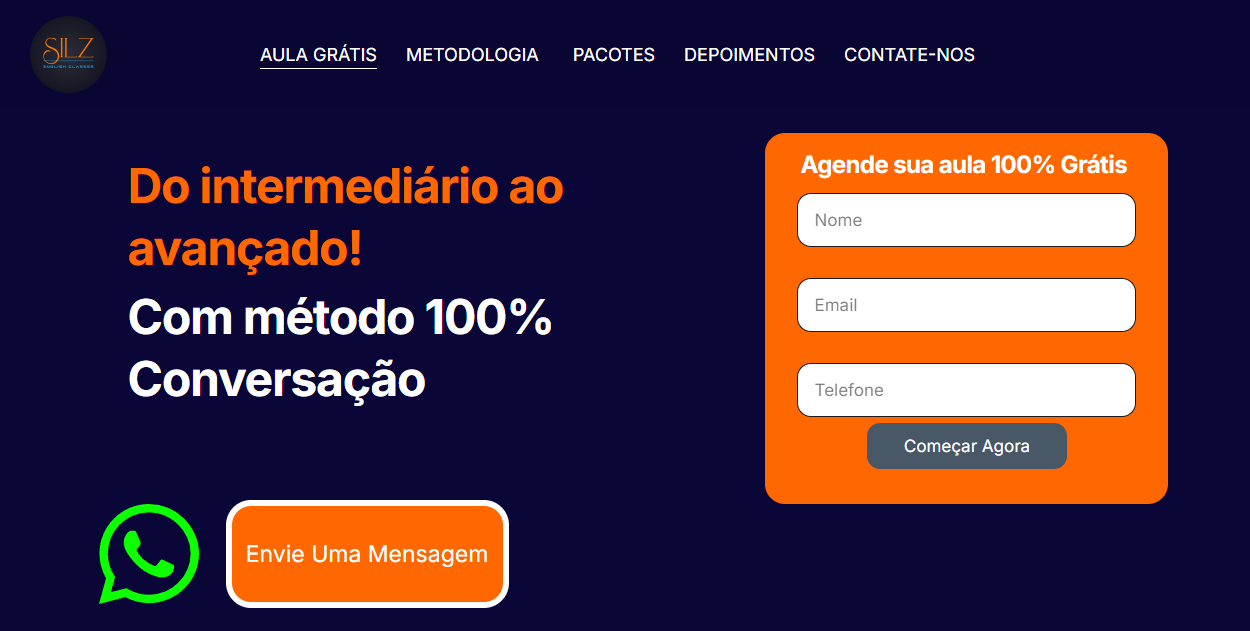 SILZ
ENGLISH CLASSES
AULA GRÁTIS METODOLOGIA PACOTES DEPOIMENTOS CONTATE-NOS
Do intermediário ao
avançado!
Com método 100%
Conversação
Envie Uma Mensagem
Agende sua aula 100% Grátis
Nome
Email
Telefone
Começar Agora